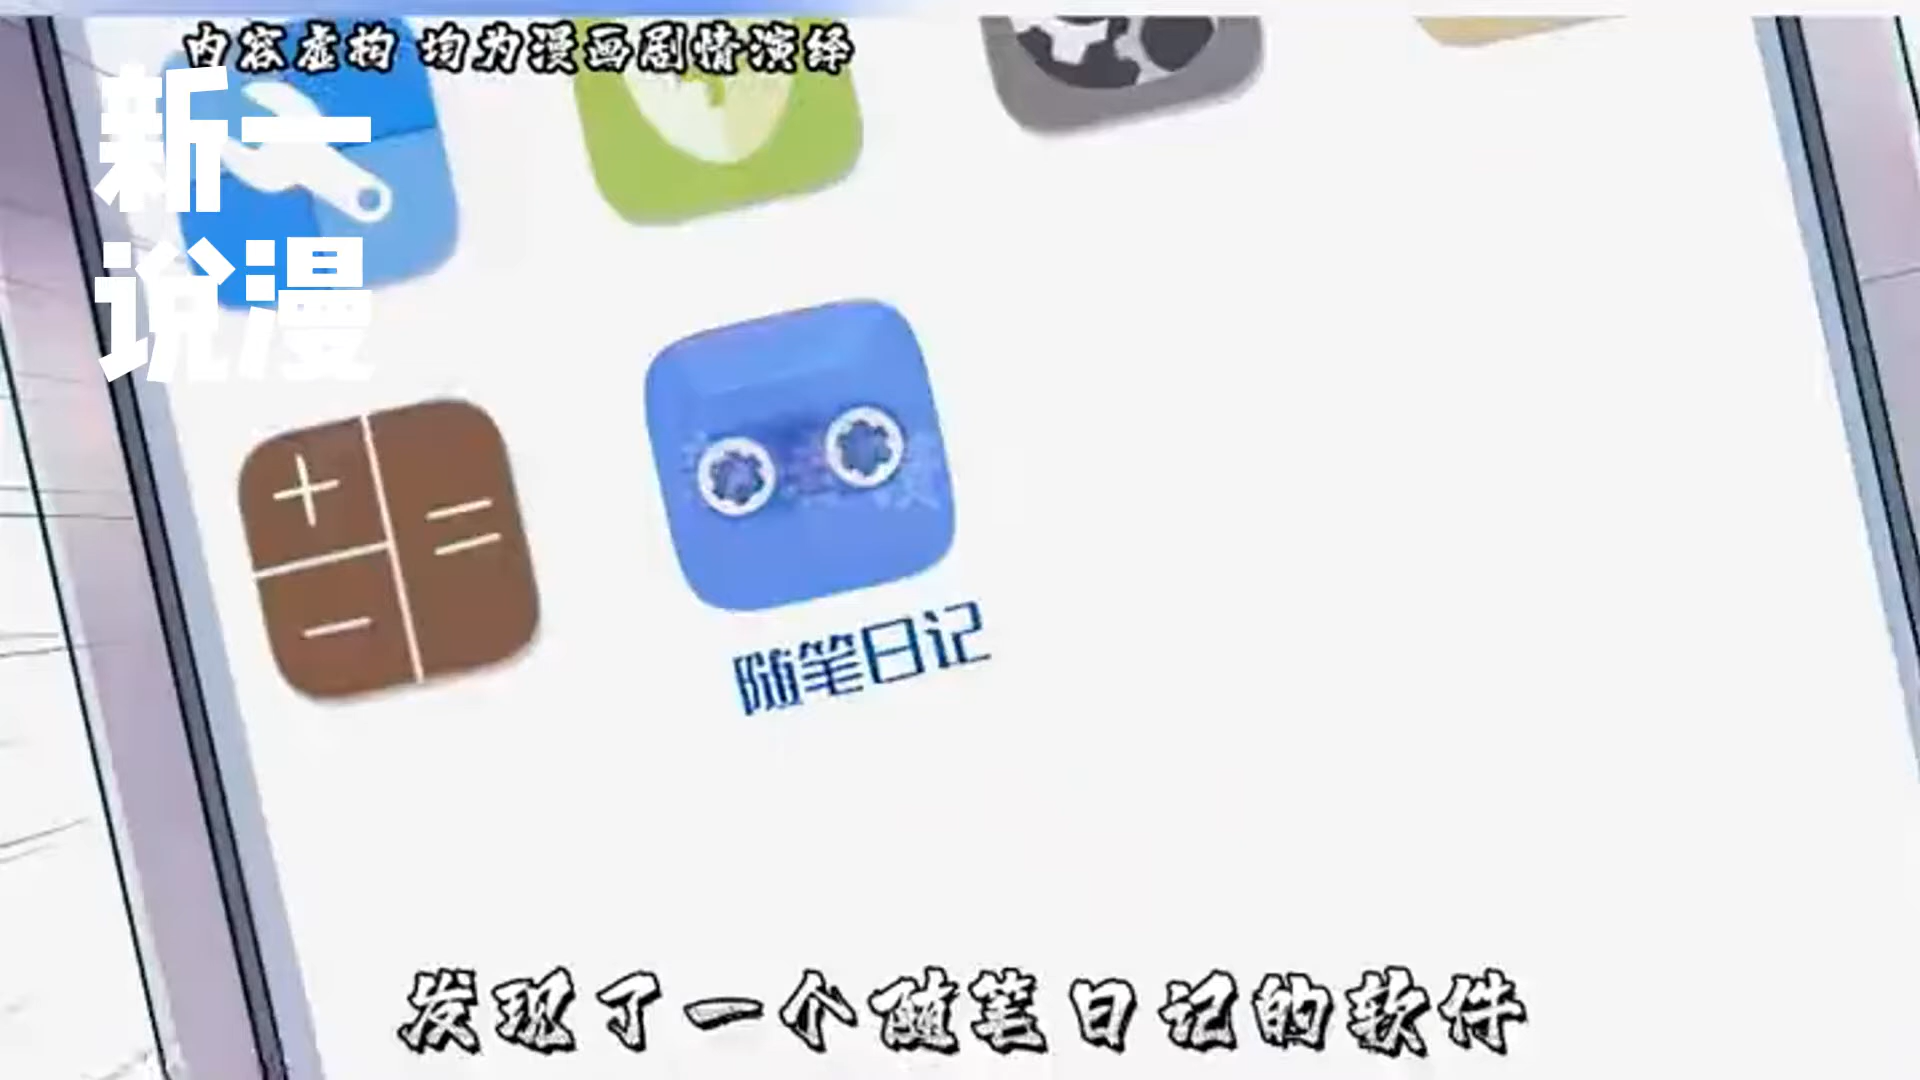 内容虚构 均为漫画剧情演绎
新一
说漫
随笔日记
发现了一个随笔日记的软件